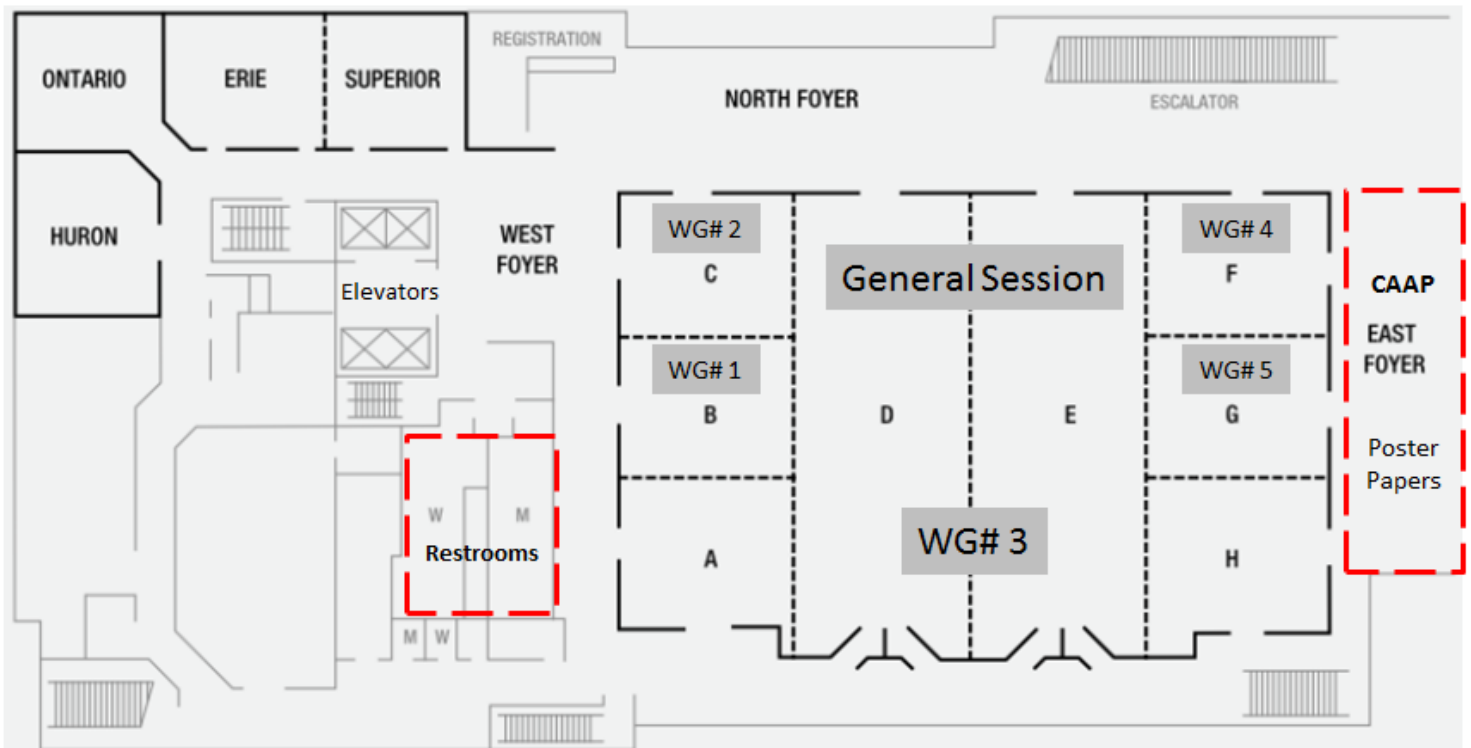 REGISTRATION
ONTARIO
ERIE
SUPERIOR
NORTH FOYER
ESCALATOR
HURON
WEST
FOYER
WG# 2
C
WG# 4
F
General Session
Elevators
CAAP
EAST
FOYER
WG# 1
B
D
E
WG# 5
G
Poster
Papers
W
M
Restrooms
WG# 3
A
H
M
W